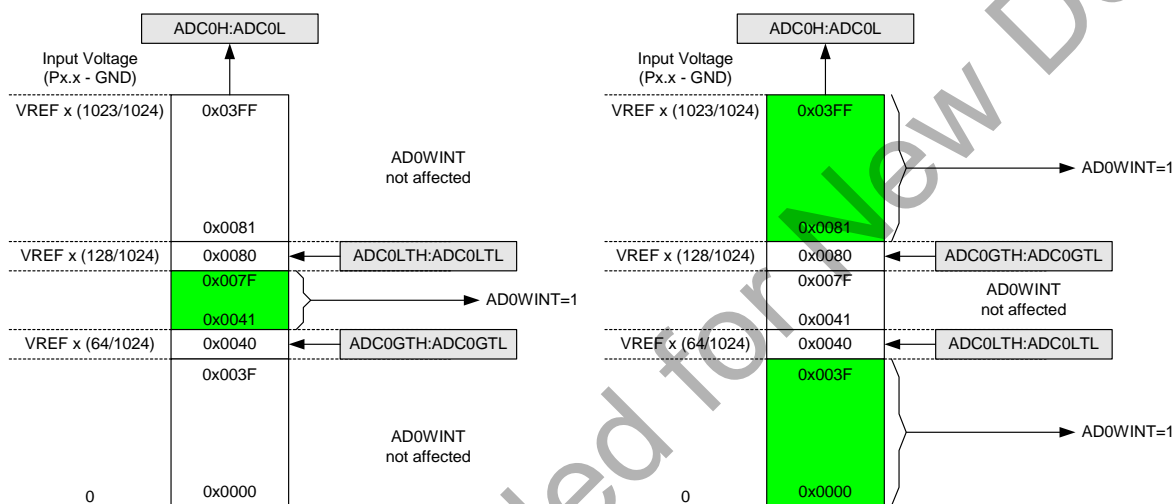 ADC0H:ADC0L
Input Voltage
(Px.x - GND)
VREF x (1023/1024)
0x03FF
AD0WINT
not affected
0x0081
VREF x (128/1024)
0x0080
ADC0LTH:ADC0LTL
0x007F
AD0WINT=1
0x0041
VREF x (64/1024)
0x0040
ADC0GTH:ADC0GTL
0x003F
AD0WINT
not affected
0
0x0000
ADC0H:ADC0L
Input Voltage
(Px.x - GND)
VREF x (1023/1024)
0x03FF
AD0WINT=1
0x0081
VREF x (128/1024)
0x0080
ADC0GTH:ADC0GTL
0x007F
AD0WINT
not affected
0x0041
VREF x (64/1024)
0x0040
ADC0LTH:ADC0LTL
0x003F
AD0WINT=1
0
0x0000
for New